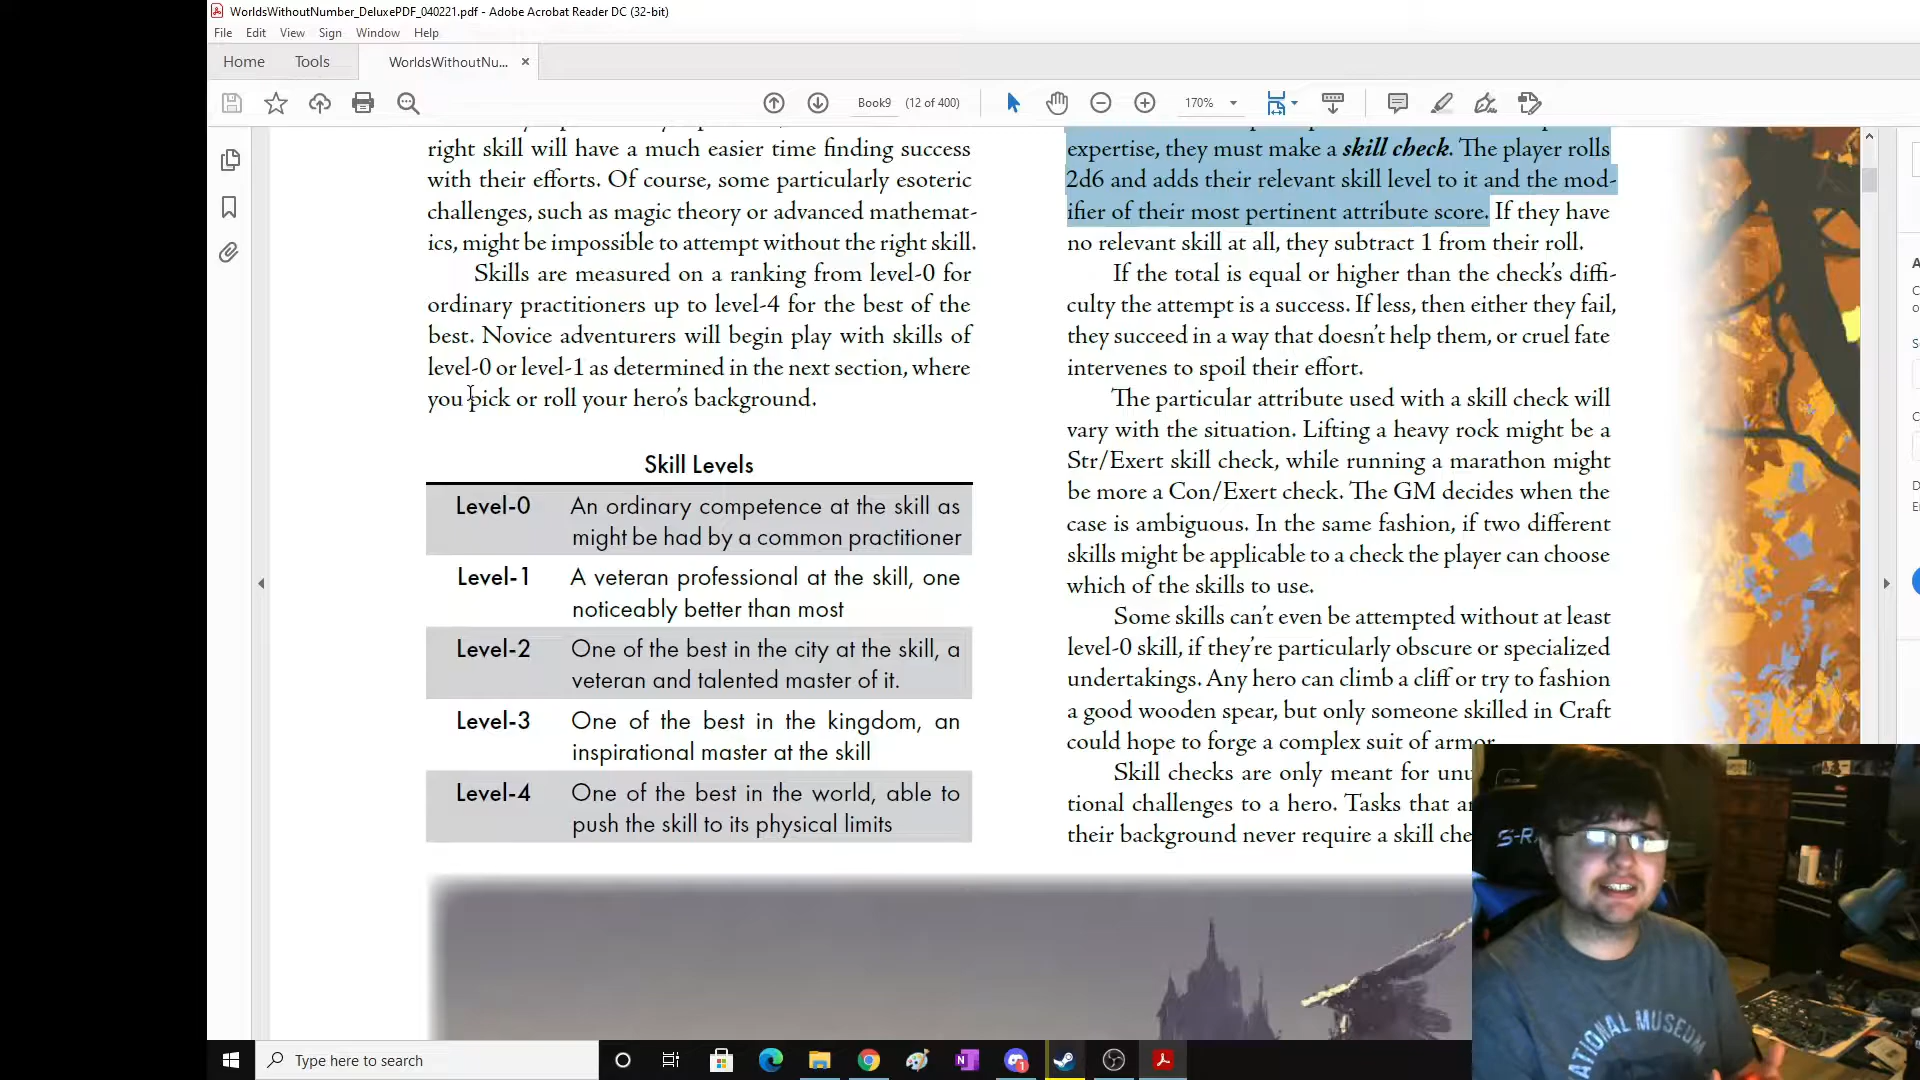 WorldsWithoutNumber_DeluxePDF_040221.pdf - Adobe Acrobat Reader DC (32-bit)
File Edit View Sign Window Help
Home Tools WorldsWithoutNu... ×
Book9 (12 of 400) 170%
right skill will have a much easier time finding success
with their efforts. Of course, some particularly esoteric
challenges, such as magic theory or advanced mathemat-
ics, might be impossible to attempt without the right skill.
Skills are measured on a ranking from level-0 for
ordinary practitioners up to level-4 for the best of the
best. Novice adventurers will begin play with skills of
level-0 or level-1 as determined in the next section, where
you pick or roll your hero's background.
Skill Levels
Level-0 An ordinary competence at the skill as
might be had by a common practitioner
Level-1 A veteran professional at the skill, one
noticeably better than most
Level-2 One of the best in the city at the skill, a
veteran and talented master of it.
Level-3 One of the best in the kingdom, an
inspirational master at the skill
Level-4 One of the best in the world, able to
push the skill to its physical limits
expertise, they must make a skill check. The player rolls
2d6 and adds their relevant skill level to it and the mod-
ifier of their most pertinent attribute score. If they have
no relevant skill at all, they subtract 1 from their roll.
If the total is equal or higher than the check's diffi-
culty the attempt is a success. If less, then either they fail,
they succeed in a way that doesn't help them, or cruel fate
intervenes to spoil their effort.
The particular attribute used with a skill check will
vary with the situation. Lifting a heavy rock might be a
Str/Exert skill check, while running a marathon might
be more a Con/Exert check. The GM decides when the
case is ambiguous. In the same fashion, if two different
skills might be applicable to a check the player can choose
which of the skills to use.
Some skills can't even be attempted without at least
level-0 skill, if they're particularly obscure or specialized
undertakings. Any hero can climb a cliff or try to fashion
a good wooden spear, but only someone skilled in Craft
could hope to forge a complex suit of armor.
Skill checks are only meant for unu
tional challenges to a hero. Tasks that a
their background never require a skill che
S-R
ATIONAL MUSEUM
Type here to search